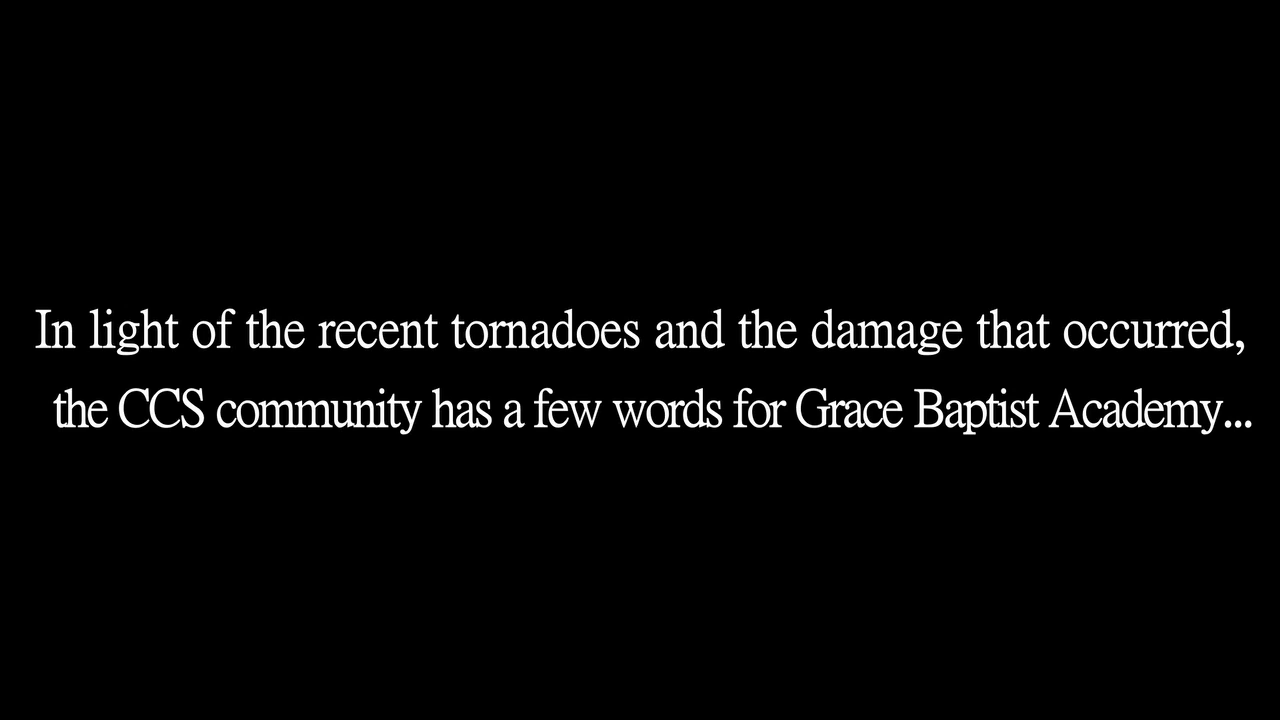 In light of the recent tornadoes and the damage that occurred,
the CCS community has a few words for Grace Baptist Academy...